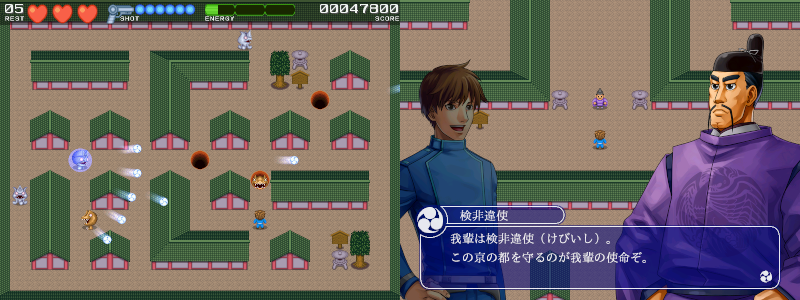 05
REST
SHOT
ENERGY
00047800
SCORE
検非違使
我輩は検非違使（けびいし）。
この京の都を守るのが我輩の使命ぞ。